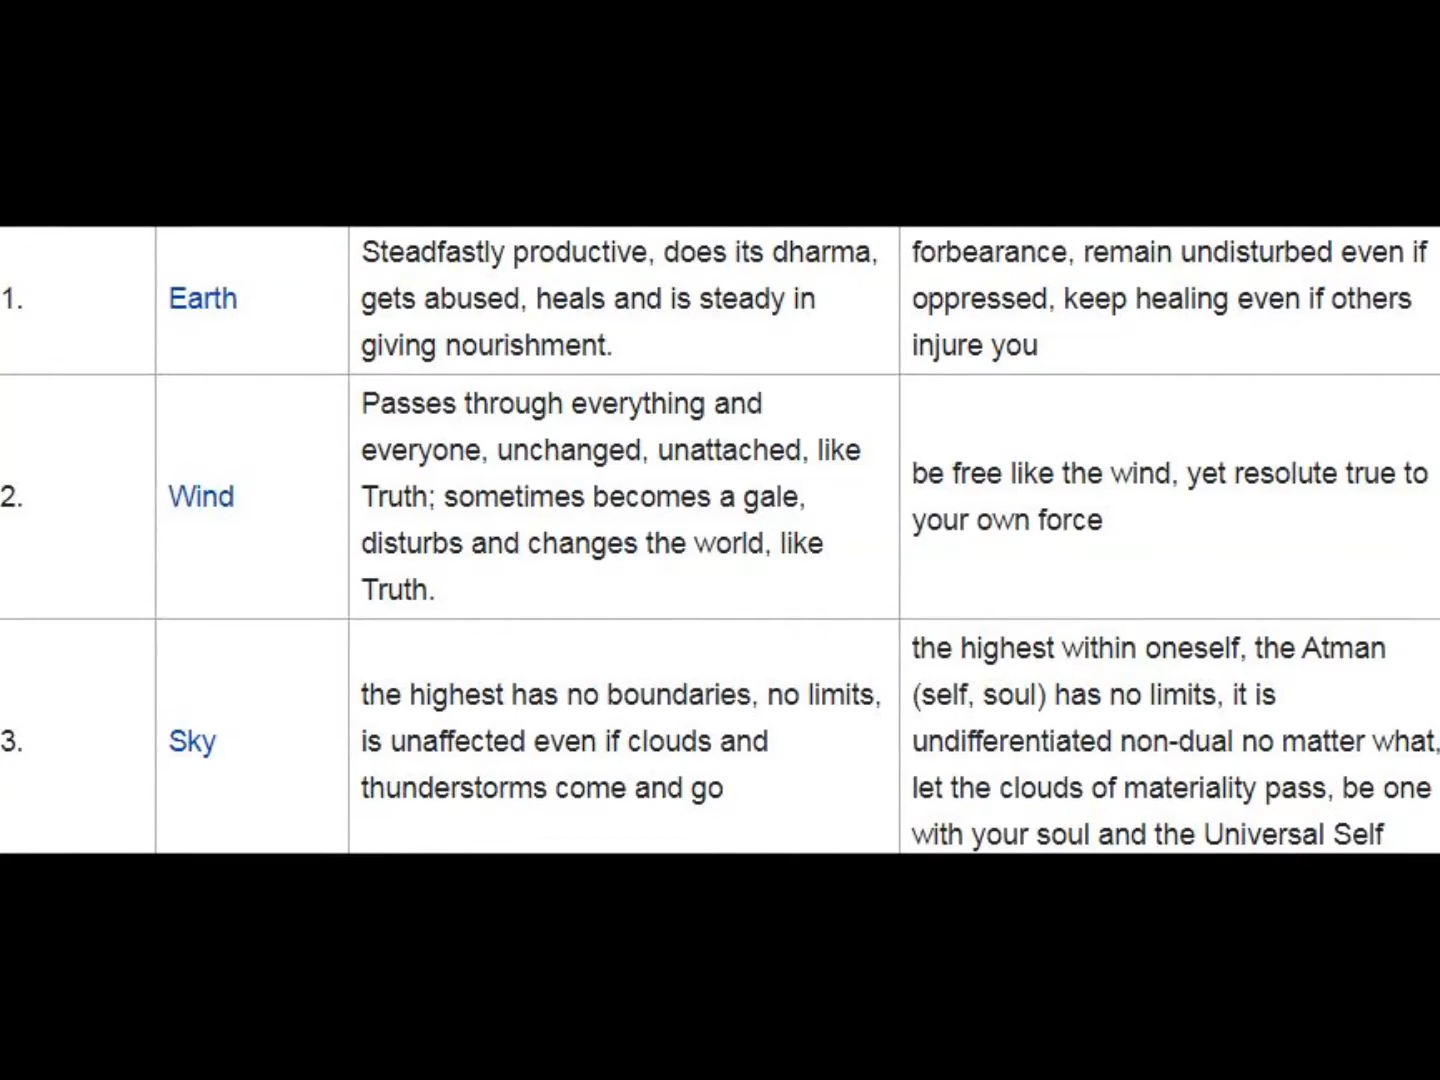 1.
Earth
Steadfastly productive, does its dharma,
gets abused, heals and is steady in
giving nourishment.
forbearance, remain undisturbed even if
oppressed, keep healing even if others
injure you
2.
Wind
Passes through everything and
everyone, unchanged, unattached, like
Truth; sometimes becomes a gale,
disturbs and changes the world, like
Truth.
be free like the wind, yet resolute true to
your own force
3.
Sky
the highest has no boundaries, no limits,
is unaffected even if clouds and
thunderstorms come and go
the highest within oneself, the Atman
(self, soul) has no limits, it is
undifferentiated non-dual no matter what,
let the clouds of materiality pass, be one
with your soul and the Universal Self